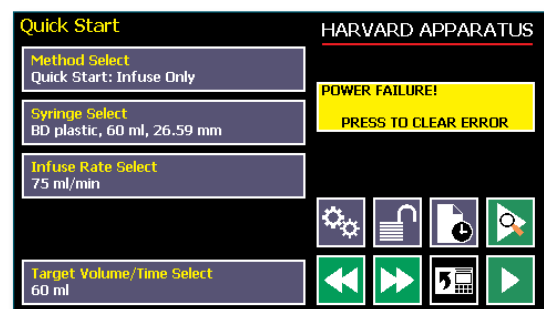 Quick Start
HARVARD APPARATUS
Method Select
Quick Start: Infuse Only
POWER FAILURE!
PRESS TO CLEAR ERROR
Syringe Select
BD plastic, 60 ml, 26.59 mm
Infuse Rate Select
75 ml/min
Target Volume/Time Select
60 ml